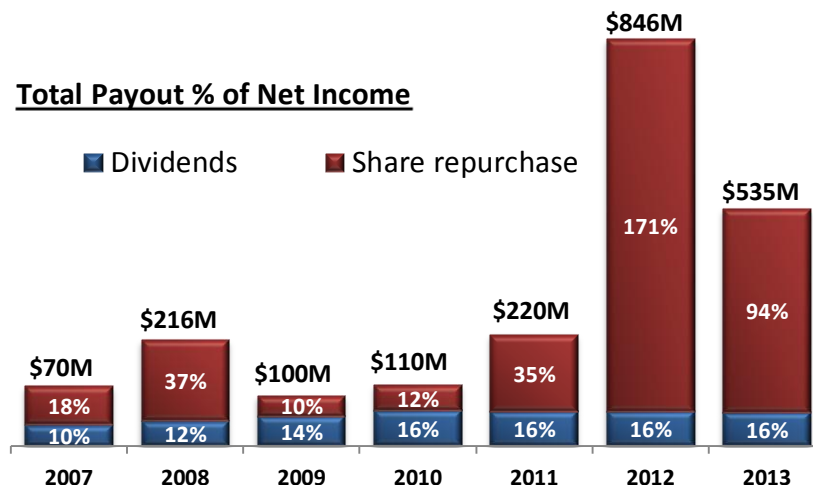 $846M
Total Payout % of Net Income
Dividends
Share repurchase
$535M
171%
$216M
$220M
94%
$70M
$100M
$110M
37%
35%
18%
10%
12%
10%
12%
14%
16%
16%
16%
16%
2007 2008 2009 2010 2011 2012 2013